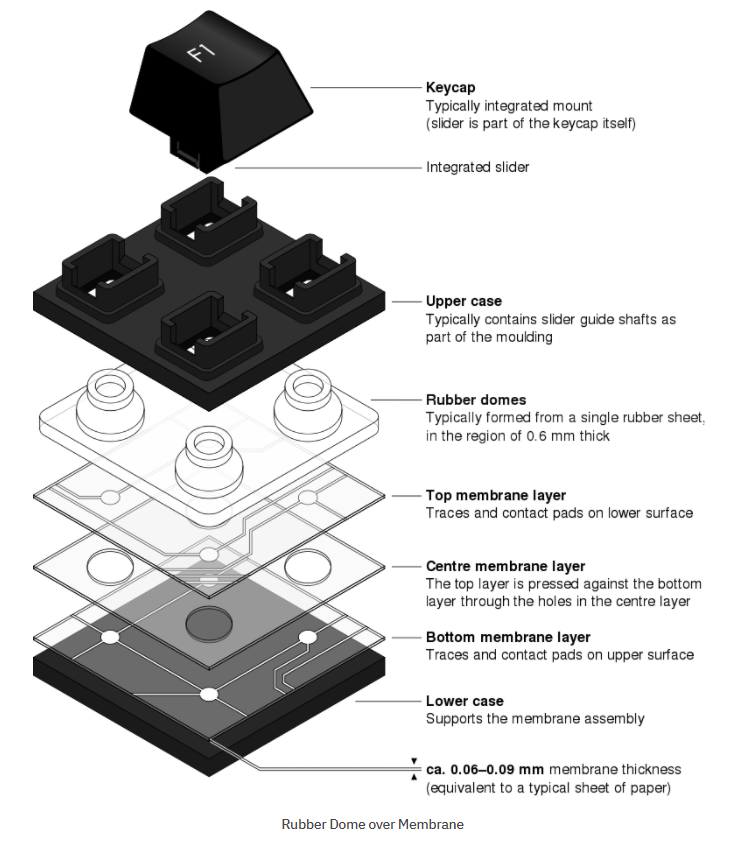 F1
Keycap
Typically integrated mount
(slider is part of the keycap itself)
Integrated slider
Upper case
Typically contains slider guide shafts as
part of the moulding
Rubber domes
Typically formed from a single rubber sheet,
in the region of 0.6 mm thick
Top membrane layer
Traces and contact pads on lower surface
Centre membrane layer
The top layer is pressed against the bottom
layer through the holes in the centre layer
Bottom membrane layer
Traces and contact pads on upper surface
Lower case
Supports the membrane assembly
ca. 0.06–0.09 mm membrane thickness
(equivalent to a typical sheet of paper)
Rubber Dome over Membrane